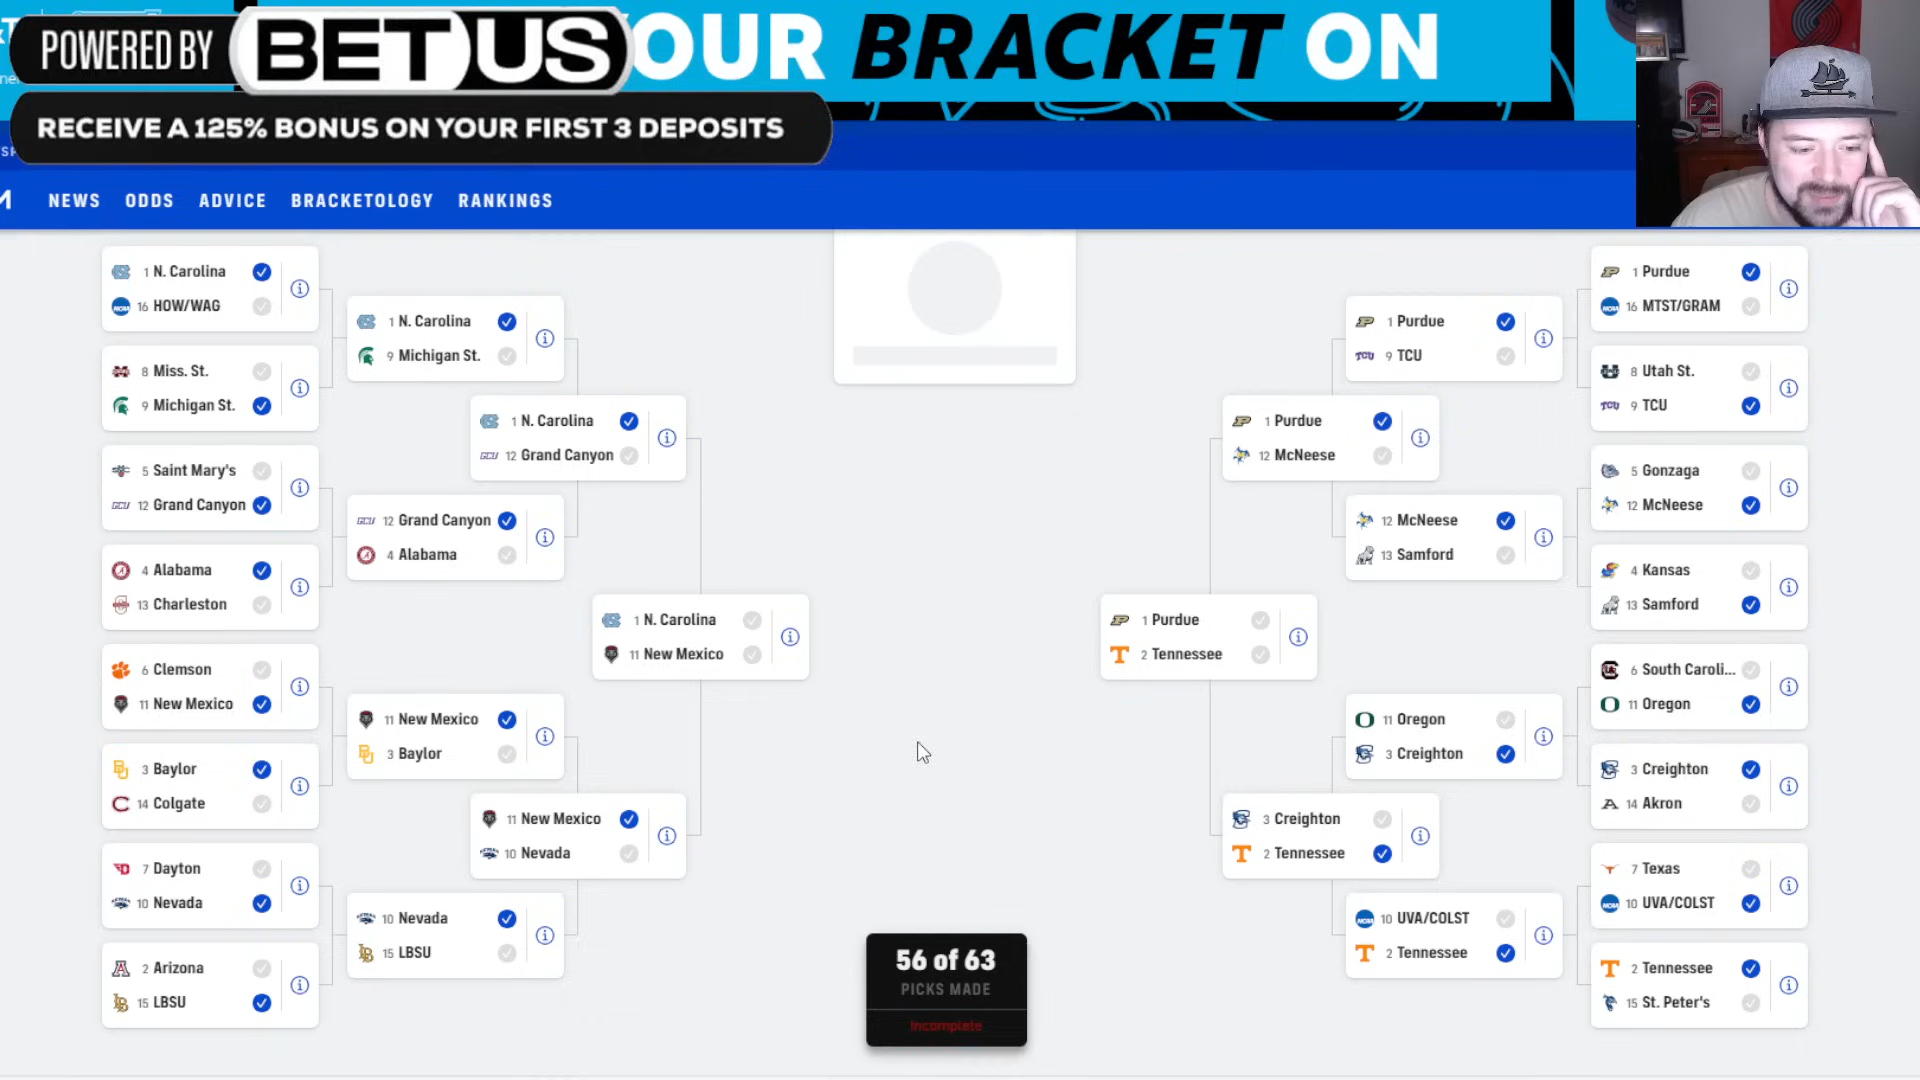 POWERED BY BETUS
OUR BRACKET ON
RECEIVE A 125% BONUS ON YOUR FIRST 3 DEPOSITS
NEWS ODDS ADVICE BRACKETOLOGY RANKINGS
1 N. Carolina
16 HOW/WAG
8 Miss. St.
9 Michigan St.
5 Saint Mary's
12 Grand Canyon
4 Alabama
13 Charleston
6 Clemson
11 New Mexico
3 Baylor
14 Colgate
7 Dayton
10 Nevada
2 Arizona
15 LBSU
1 N. Carolina
9 Michigan St.
12 Grand Canyon
4 Alabama
11 New Mexico
3 Baylor
10 Nevada
15 LBSU
1 N. Carolina
12 Grand Canyon
11 New Mexico
10 Nevada
1 N. Carolina
11 New Mexico
56 of 63
PICKS MADE
Incomplete
1 Purdue
2 Tennessee
1 Purdue
12 McNeese
3 Creighton
2 Tennessee
1 Purdue
9 TCU
12 McNeese
13 Samford
11 Oregon
3 Creighton
10 UVA/COLST
2 Tennessee
1 Purdue
16 MTST/GRAM
8 Utah St.
9 TCU
5 Gonzaga
12 McNeese
4 Kansas
13 Samford
6 South Caroli...
11 Oregon
3 Creighton
14 Akron
7 Texas
10 UVA/COLST
2 Tennessee
15 St. Peter's